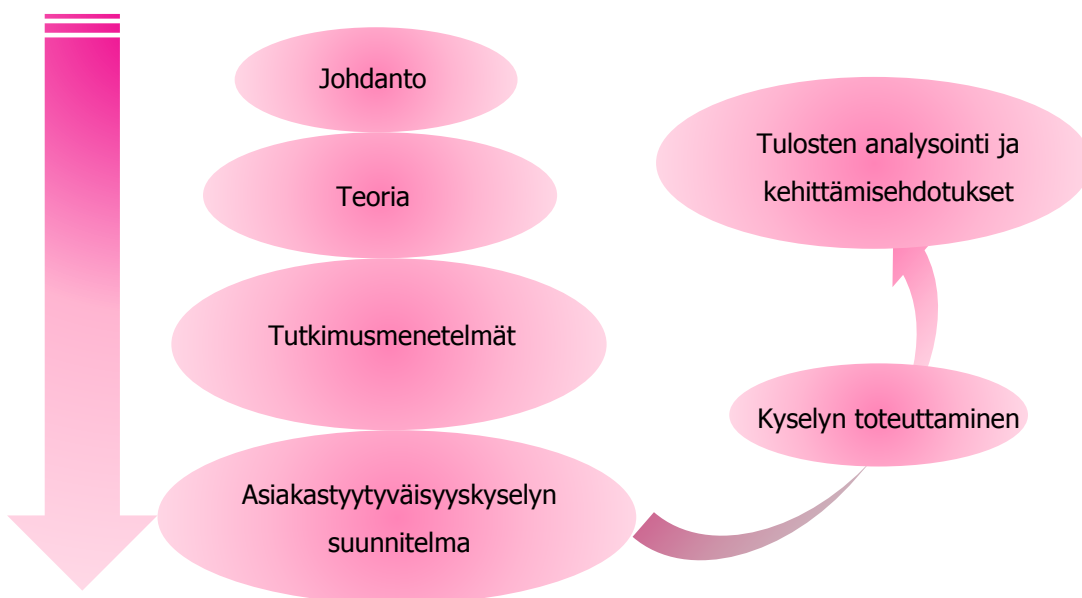 Johdanto
Teoria
Tutkimusmenetelmät
Asiakastyytyväisyyskyselyn
suunnitelma
Kyselyn toteuttaminen
Tulosten analysointi ja
kehittämisehdotukset